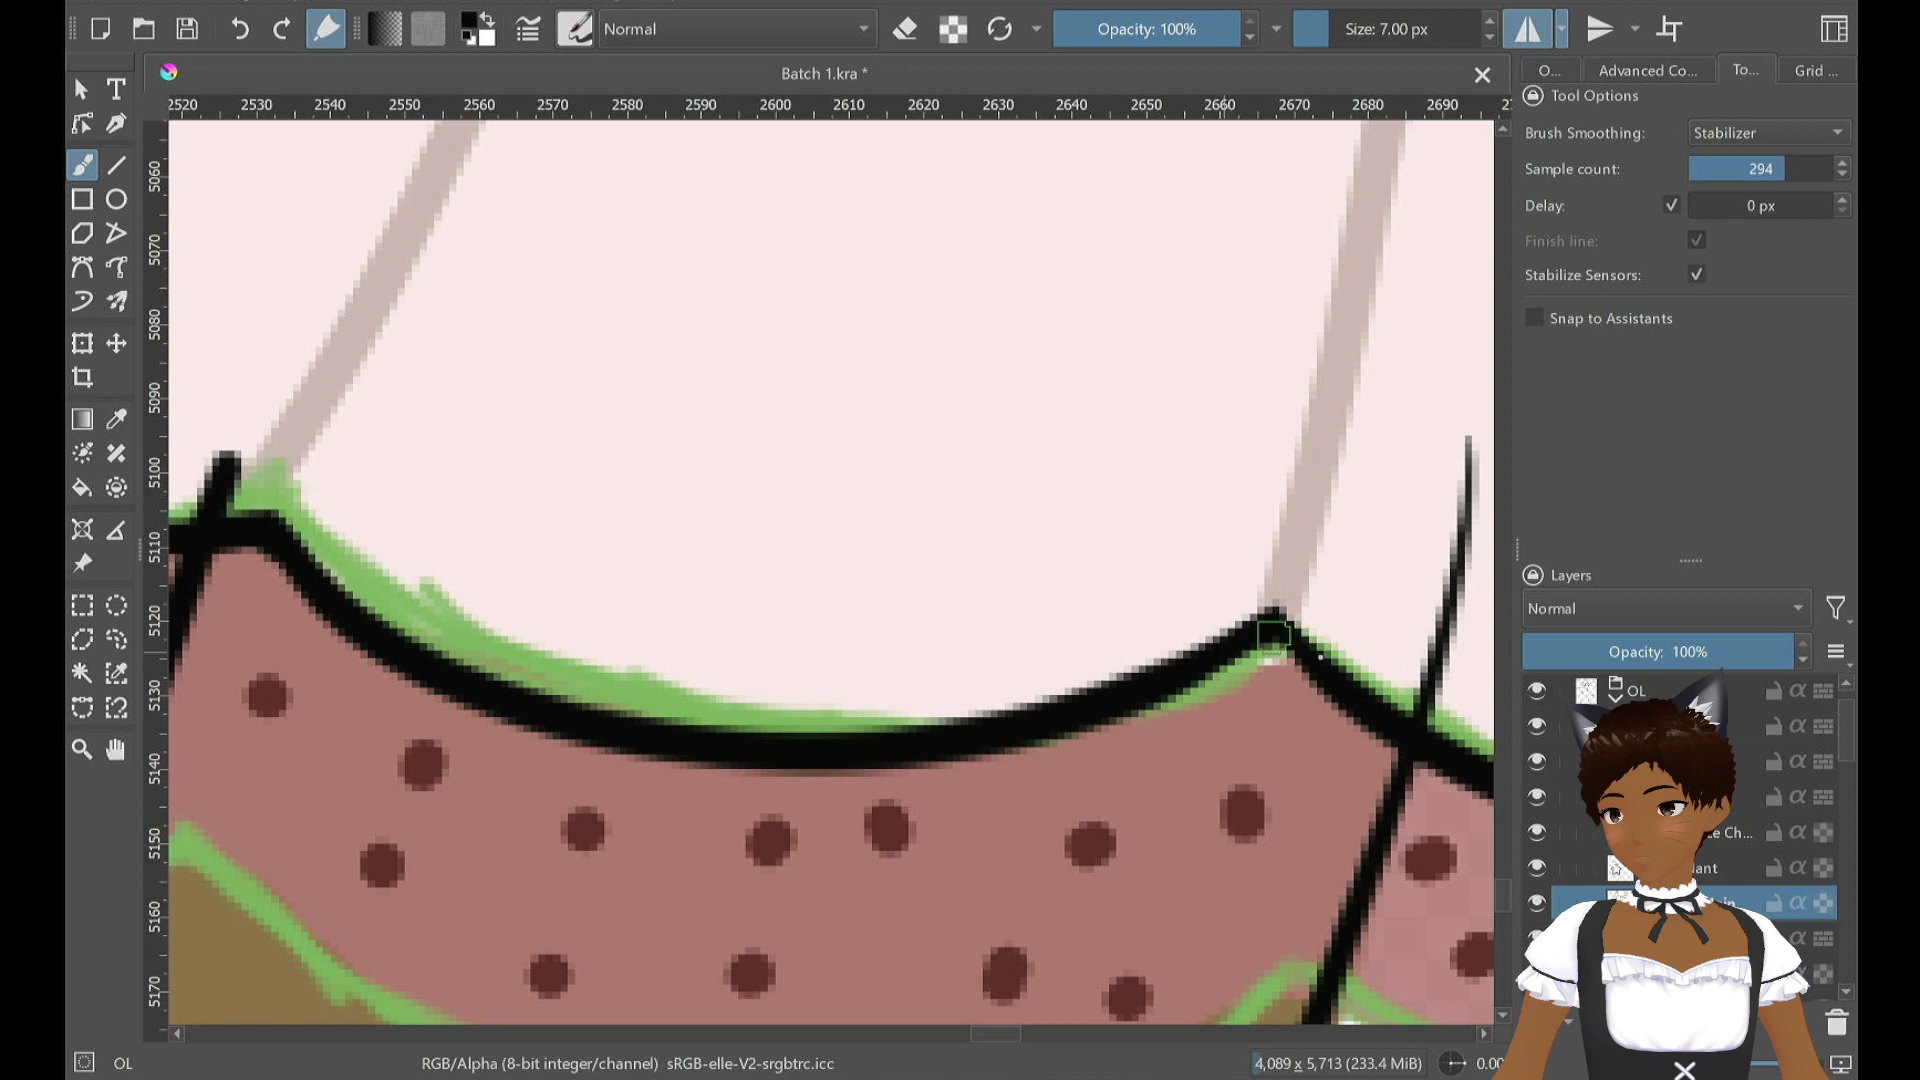 Normal
Opacity: 100%
Size: 7.00 px
Batch 1.kra *
O...
Advanced Co...
To...
Grid ...
Tool Options
2520 2530 2540 2550 2560 2570 2580 2590 2600 2610 2620 2630 2640 2650 2660 2670 2680 2690
Brush Smoothing:
Stabilizer
Sample count:
294
Delay:
0 px
Finish line:
Stabilize Sensors:
Snap to Assistants
5060
5070
5080
5090
5100
5110
5120
5130
5140
5150
5160
5170
Layers
Normal
Opacity: 100%
OL
OL
RGB/Alpha (8-bit integer/channel) sRGB-elle-V2-srgbtrc.icc
4,089 x 5,713 (233.4 MiB)
0.00